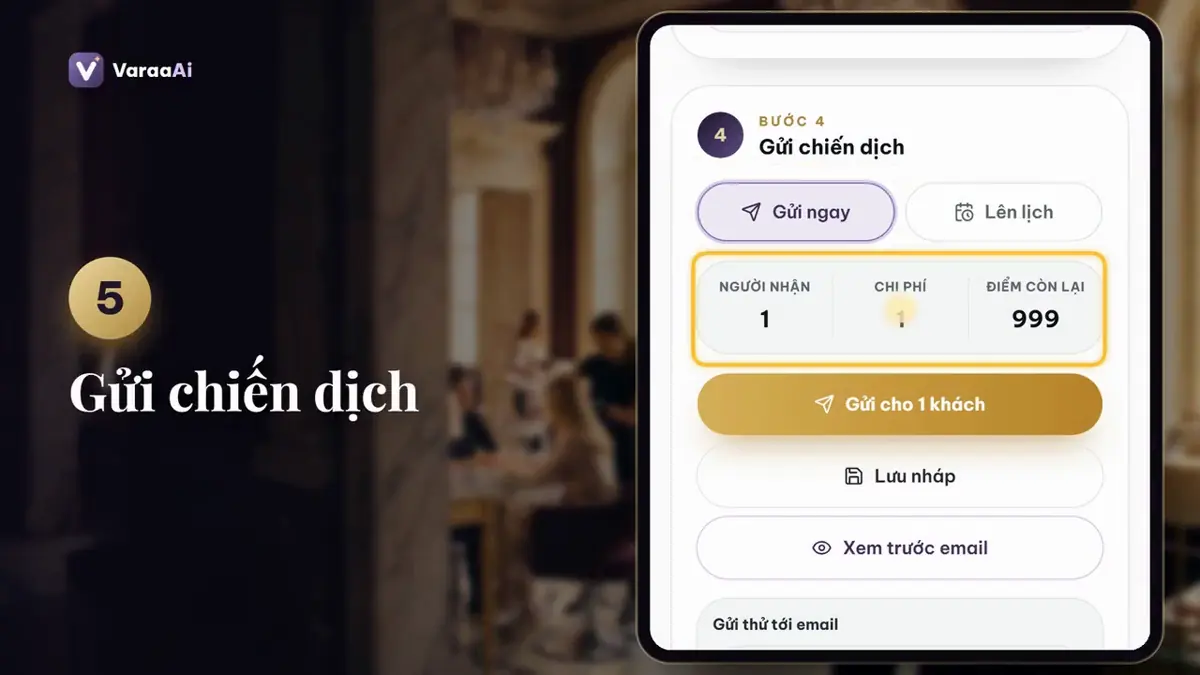 VaraaAi
5
Gửi chiến dịch
4
BƯỚC 4
Gửi chiến dịch
Gửi ngay
Lên lịch
NGƯỜI NHẬN
CHI PHÍ
ĐIỂM CÒN LẠI
1
1
999
Gửi cho 1 khách
Lưu nháp
Xem trước email
Gửi thử tới email